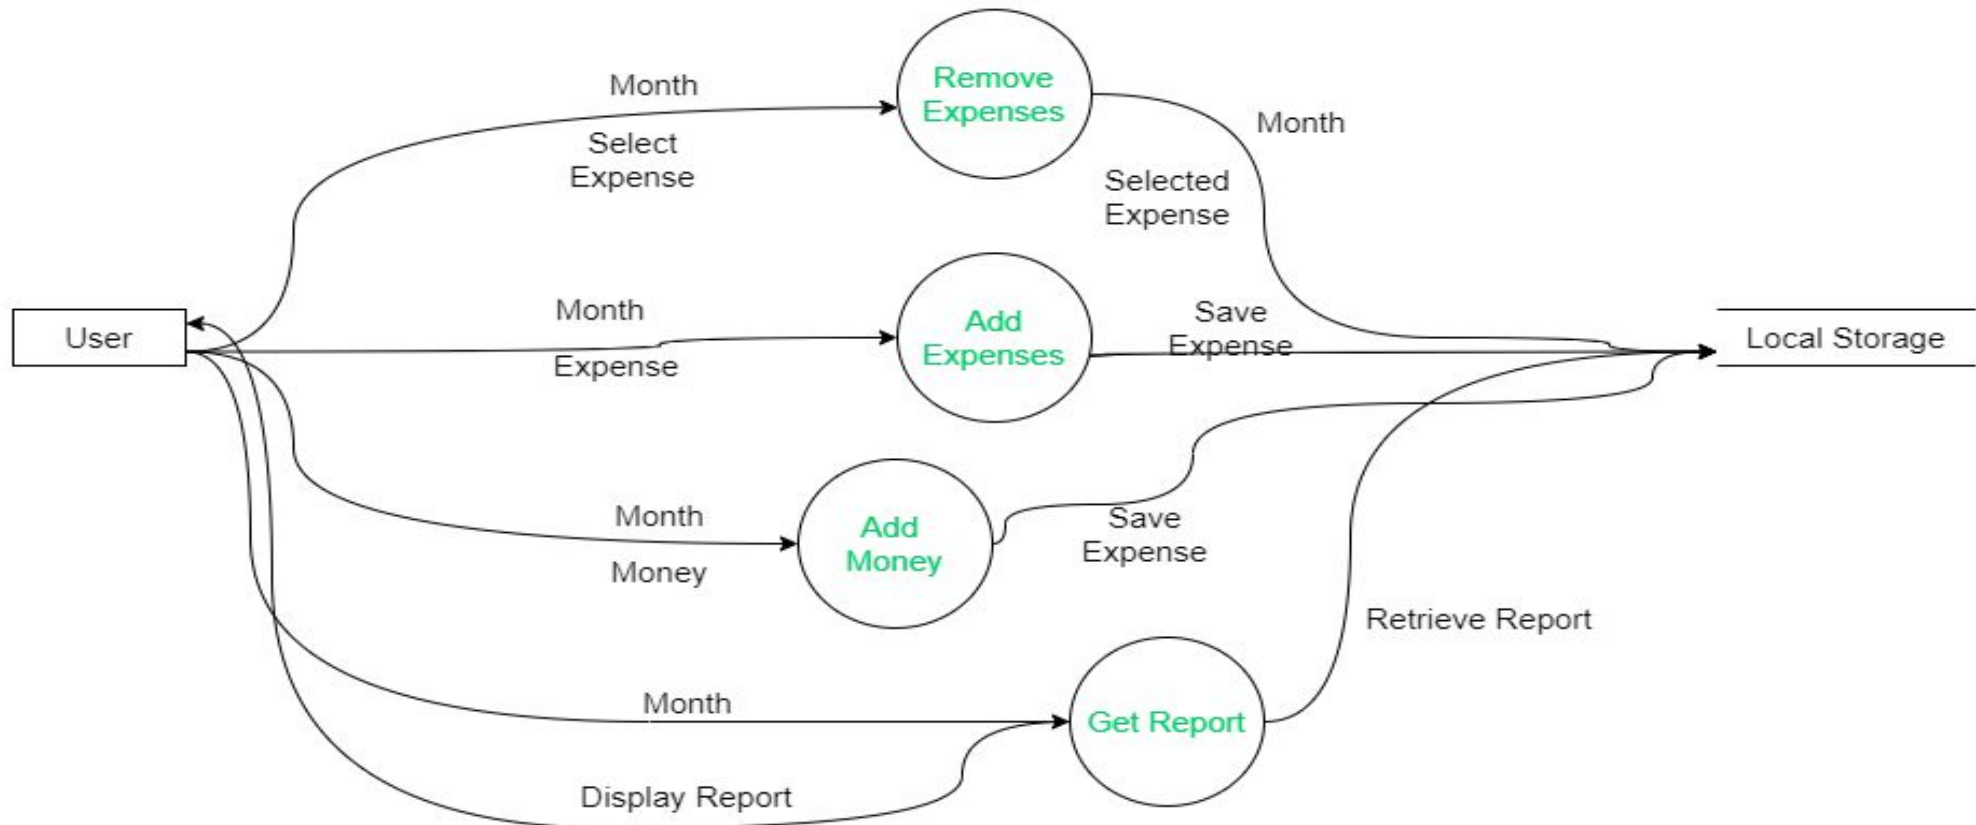 Month
Select
Expense
Remove
Expenses
Month
Selected
Expense
User
Month
Expense
Add
Expenses
Save
Expense
Local Storage
Month
Money
Add
Money
Save
Expense
Retrieve Report
Month
Get Report
Display Report